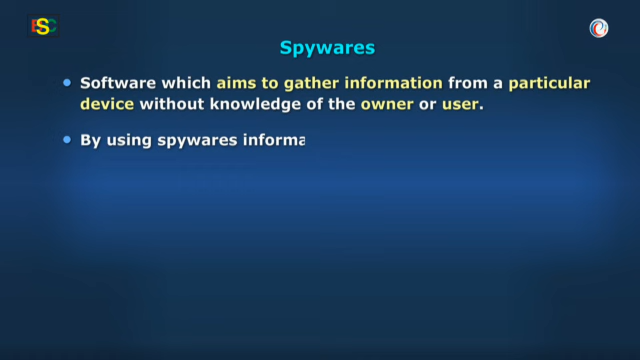 ESC
Spywares
Software which aims to gather information from a particular
device without knowledge of the owner or user.
By using spywares informa